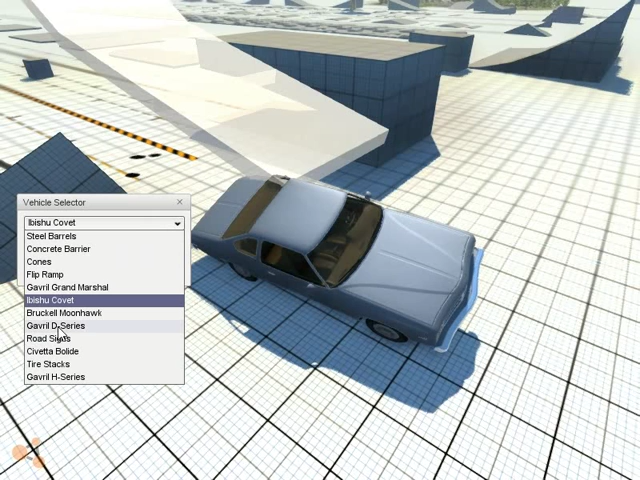 Vehicle Selector
Ibishu Covet
Steel Barrels
Concrete Barrier
Cones
Flip Ramp
Gavril Grand Marshal
Ibishu Covet
Bruckell Moonhawk
Gavril D-Series
Road Signs
Civetta Bolide
Tire Stacks
Gavril H-Series